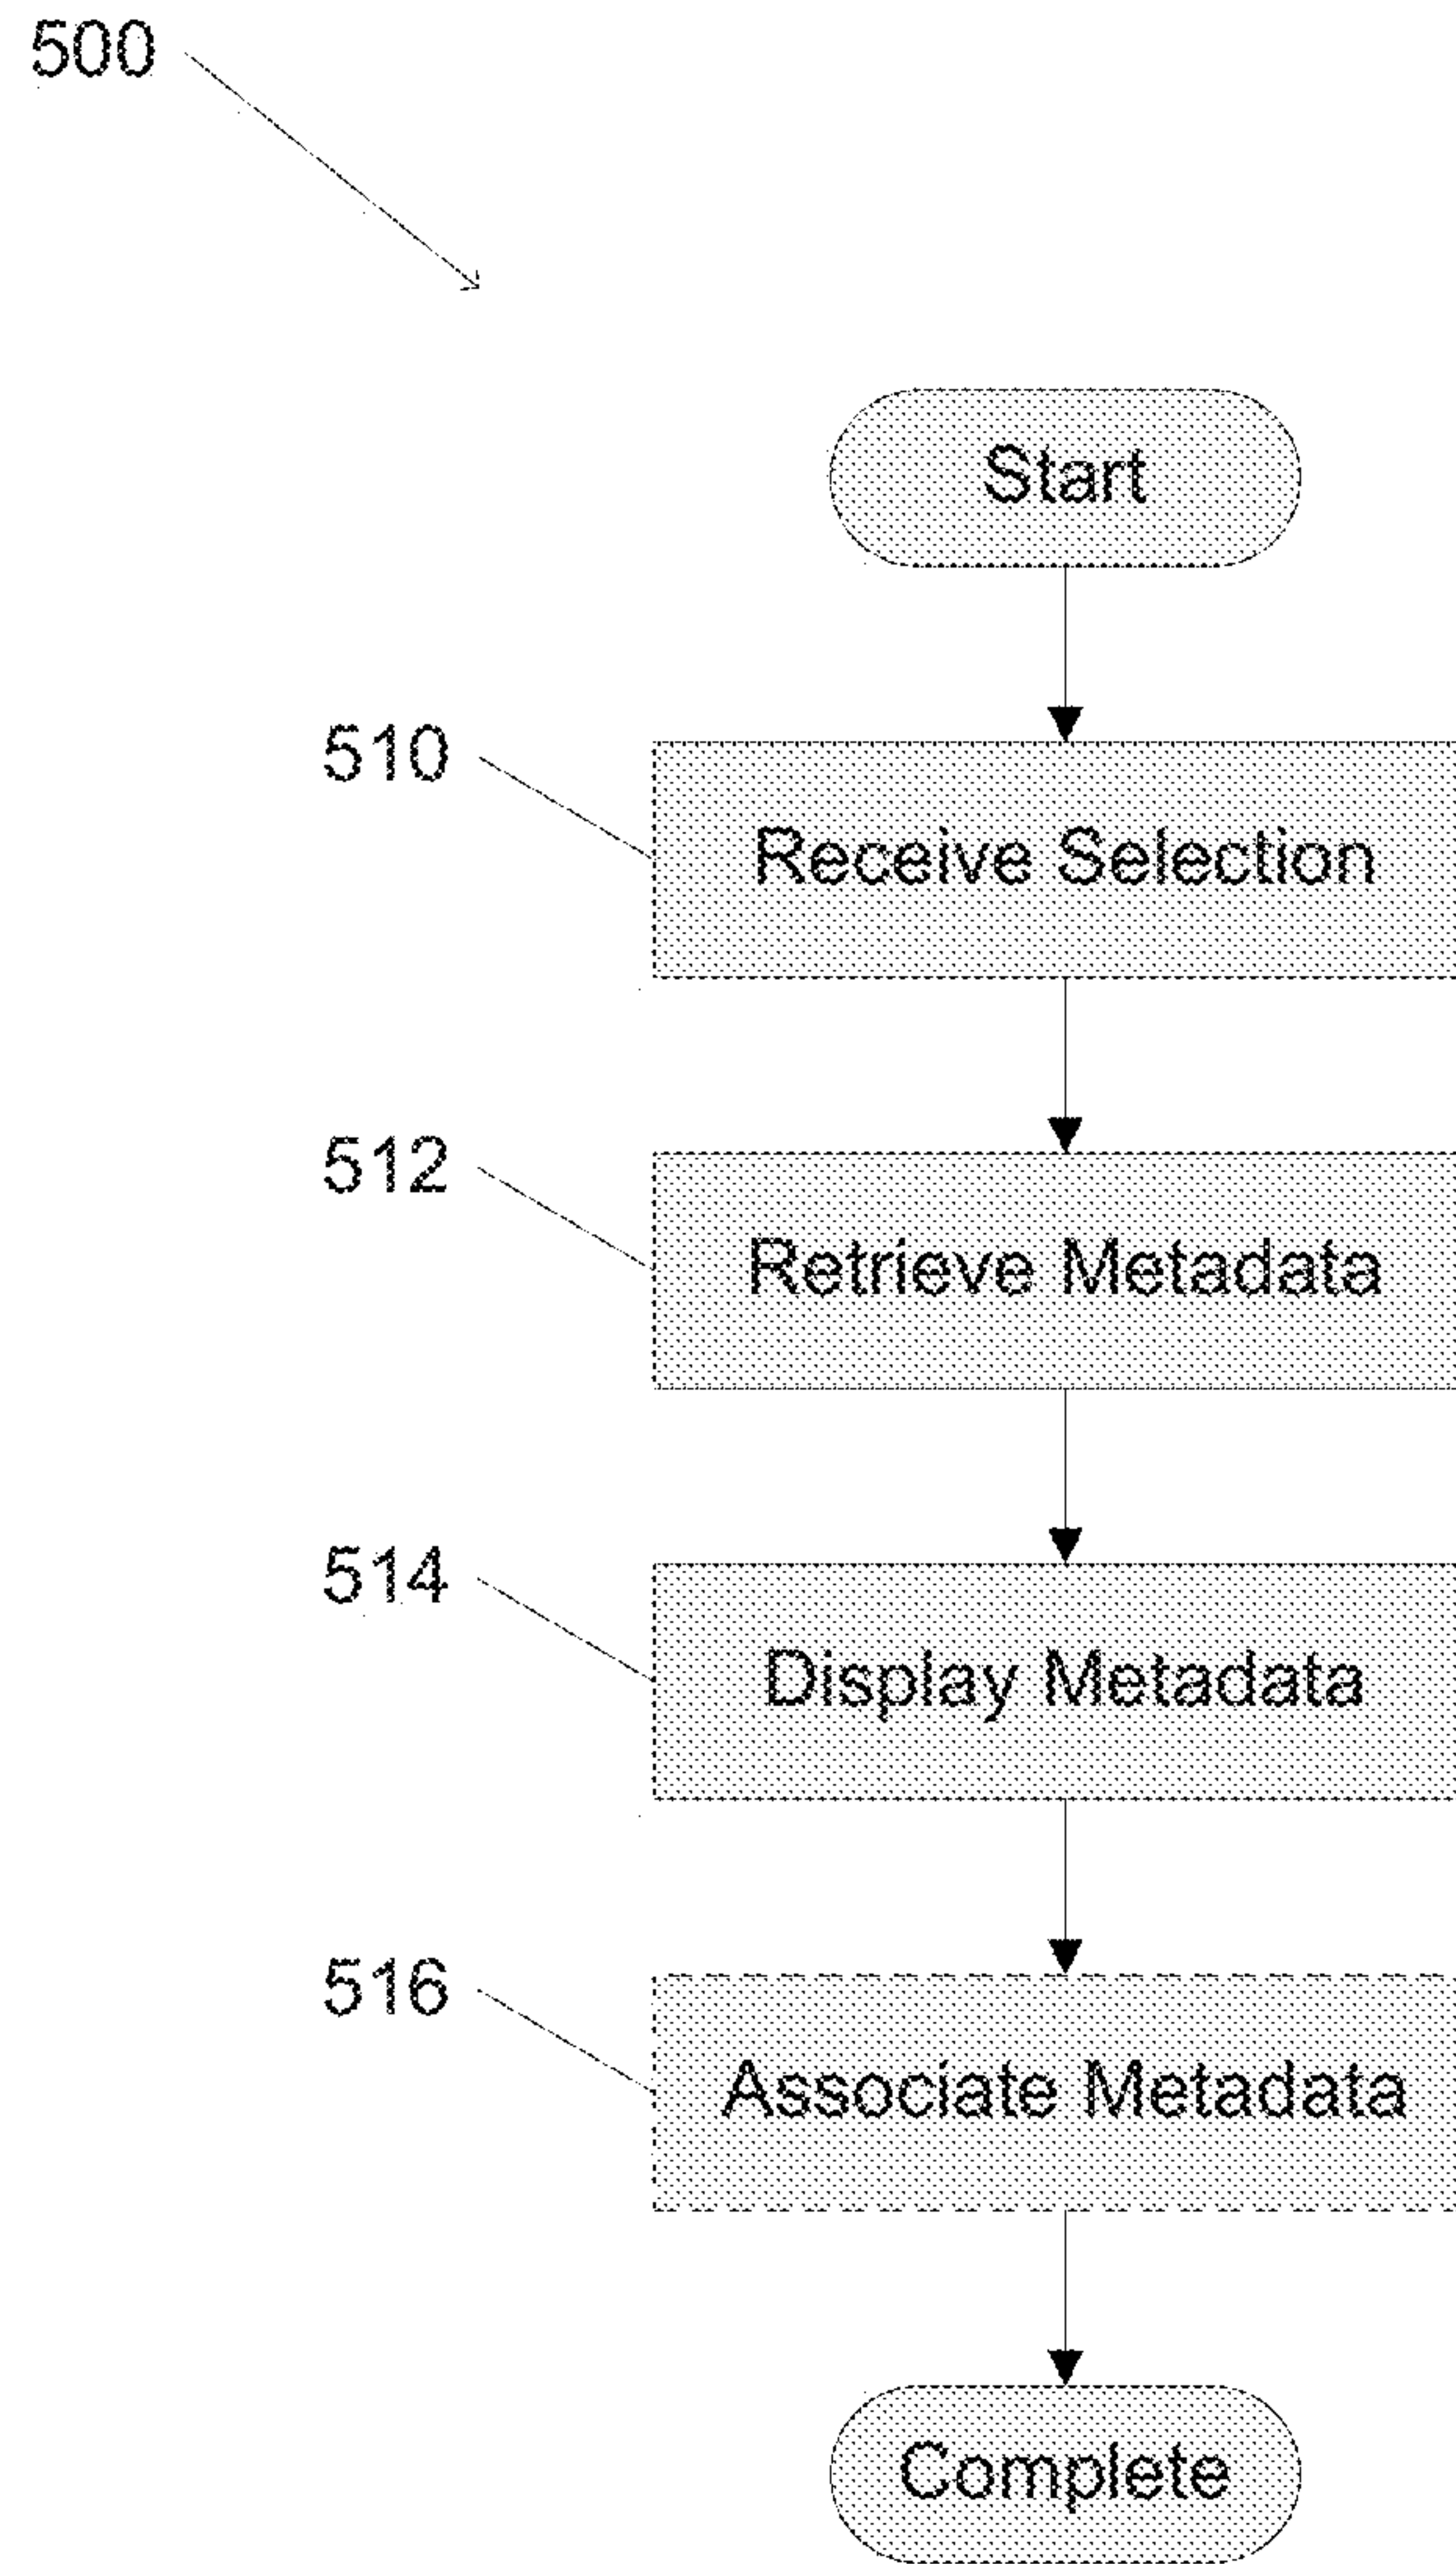 500
Start
510
Receive Selection
512
Retrieve Metadata
514
Display Metadata
516
Associate Metadata
Complete